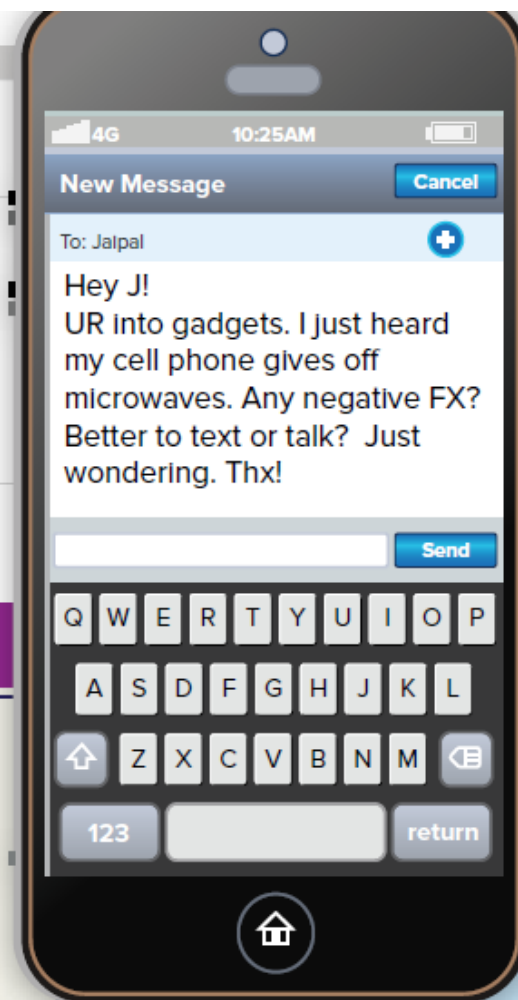 4G 10:25AM
New Message Cancel
To: Jaipal
Hey J!
UR into gadgets. I just heard
my cell phone gives off
microwaves. Any negative FX?
Better to text or talk?  Just
wondering. Thx!
Send
Q W E R T Y U I O P
A S D F G H J K L
Z X C V B N M
123 return